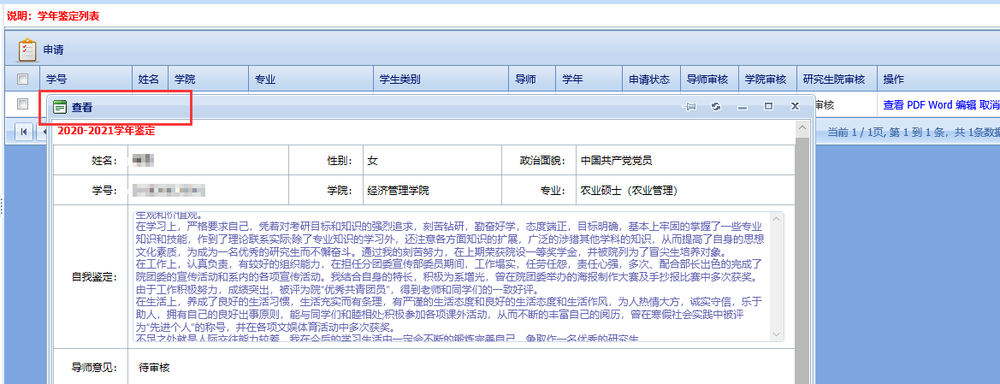 说明：学年鉴定列表
申请
学号 姓名 学院 专业 学生类别 导师 学年 申请状态 导师审核 学院审核 研究生院审核 操作
审核 查看 PDF Word 编辑 取消
查看
当前 1 / 1页, 第 1 到 1 条，共 1条数据
2020-2021学年鉴定
姓名： 性别： 女 政治面貌： 中国共产党党员
学号： 学院： 经济管理学院 专业： 农业硕士（农业管理）
自我鉴定：
生观和价值观。
在学习上，严格要求自己，凭着对考研目标和知识的强烈追求，刻苦钻研，勤奋好学，态度端正，目标明确，基本上牢固的掌握了一些专业
知识和技能，作到了理论联系实际;除了专业知识的学习外，还注意各方面知识的扩展，广泛的涉猎其他学科的知识，从而提高了自身的思想
文化素质，为成为一名优秀的研究生而不懈奋斗。通过我的刻苦努力，在上期荣获院设一等奖学金，并被院列为了冒尖生培养对象。
在工作上，认真负责，有较好的组织能力，在担任分团委宣传部委员期间，工作塌实，任劳任怨，责任心强，多次、配合部长出色的完成了
院团委的宣传活动和系内的各项宣传活动。我结合自身的特长，积极为系增光，曾在院团委举办的海报制作大赛及手抄报比赛中多次获奖。
由于工作积极努力，成绩突出，被评为院“优秀共青团员”，得到老师和同学们的一致好评。
在生活上，养成了良好的生活习惯，生活充实而有条理，有严谨的生活态度和良好的生活态度和生活作风，为人热情大方，诚实守信，乐于
助人，拥有自己的良好出事原则，能与同学们和睦相处;积极参加各项课外活动，从而不断的丰富自己的阅历，曾在寒假社会实践中被评
为“先进个人”的称号，并在各项文娱体育活动中多次获奖。
不足之处就是人际交往能力较差，我在今后的学习生活中一定会不断的锻炼完善自己，争取作一名优秀的研究生
导师意见： 待审核